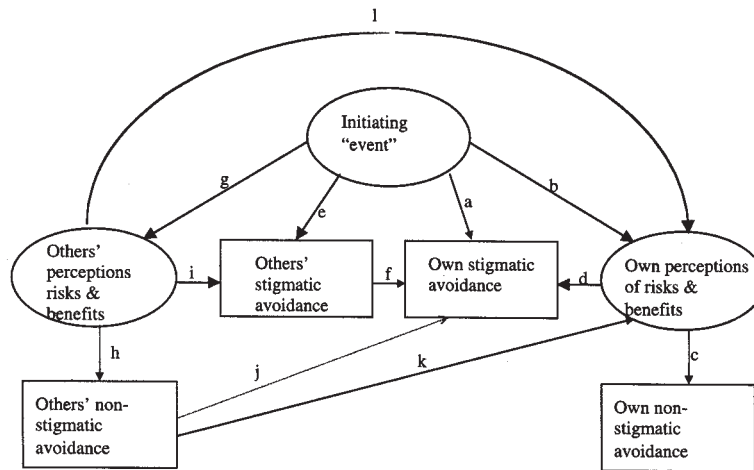 l
Initiating
“event”
g
b
e
a
Others’
perceptions
risks &
benefits
i
Others’
stigmatic
avoidance
f
Own stigmatic
avoidance
d
Own perceptions
of risks &
benefits
h
j
k
c
Others’ non-
stigmatic
avoidance
Own non-
stigmatic
avoidance